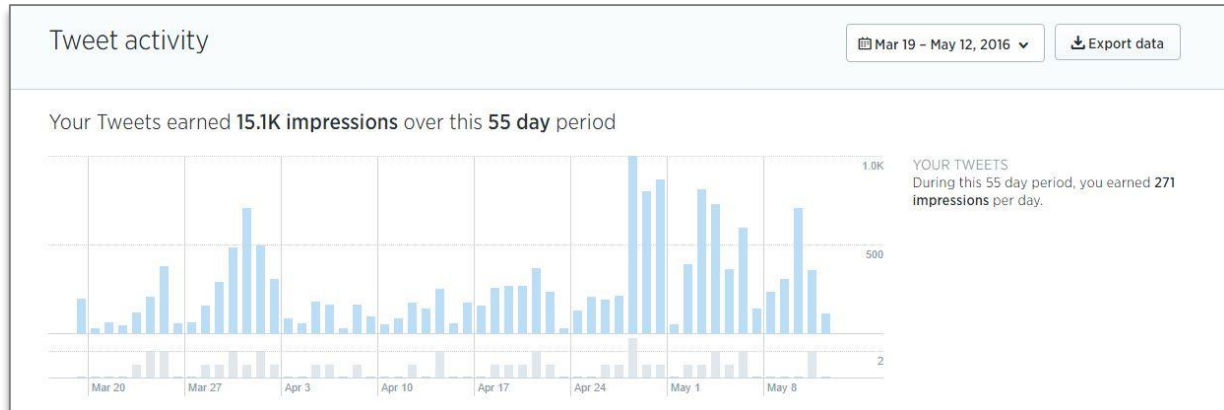 Tweet activity
Mar 19 – May 12, 2016
Export data
Your Tweets earned 15.1K impressions over this 55 day period
1.0K
500
2
Mar 20
Mar 27
Apr 3
Apr 10
Apr 17
Apr 24
May 1
May 8
YOUR TWEETS
During this 55 day period, you earned 271
impressions per day.